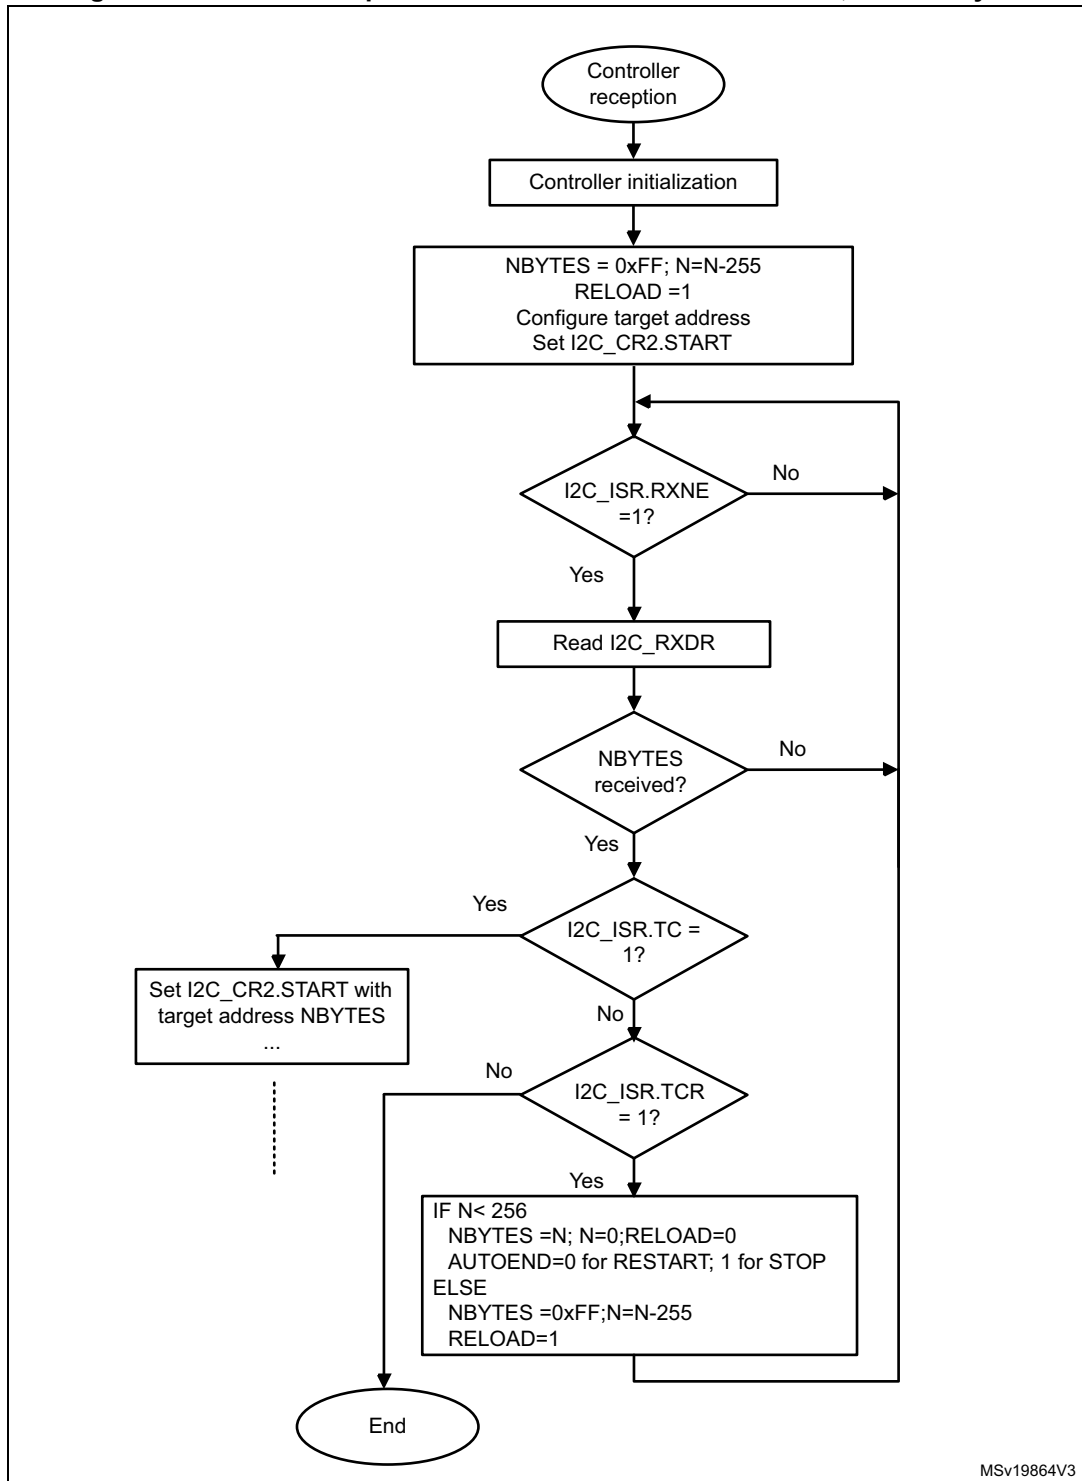 Controller
reception
Controller initialization
NBYTES = 0xFF; N=N-255
RELOAD =1
Configure target address
Set I2C_CR2.START
I2C_ISR.RXNE
=1?
No
Yes
Read I2C_RXDR
NBYTES
received?
No
Yes
I2C_ISR.TC =
1?
Yes
Set I2C_CR2.START with
target address NBYTES
...
No
I2C_ISR.TCR
= 1?
No
Yes
IF N< 256
NBYTES =N; N=0;RELOAD=0
AUTOEND=0 for RESTART; 1 for STOP
ELSE
NBYTES =0xFF;N=N-255
RELOAD=1
End
MSv19864V3